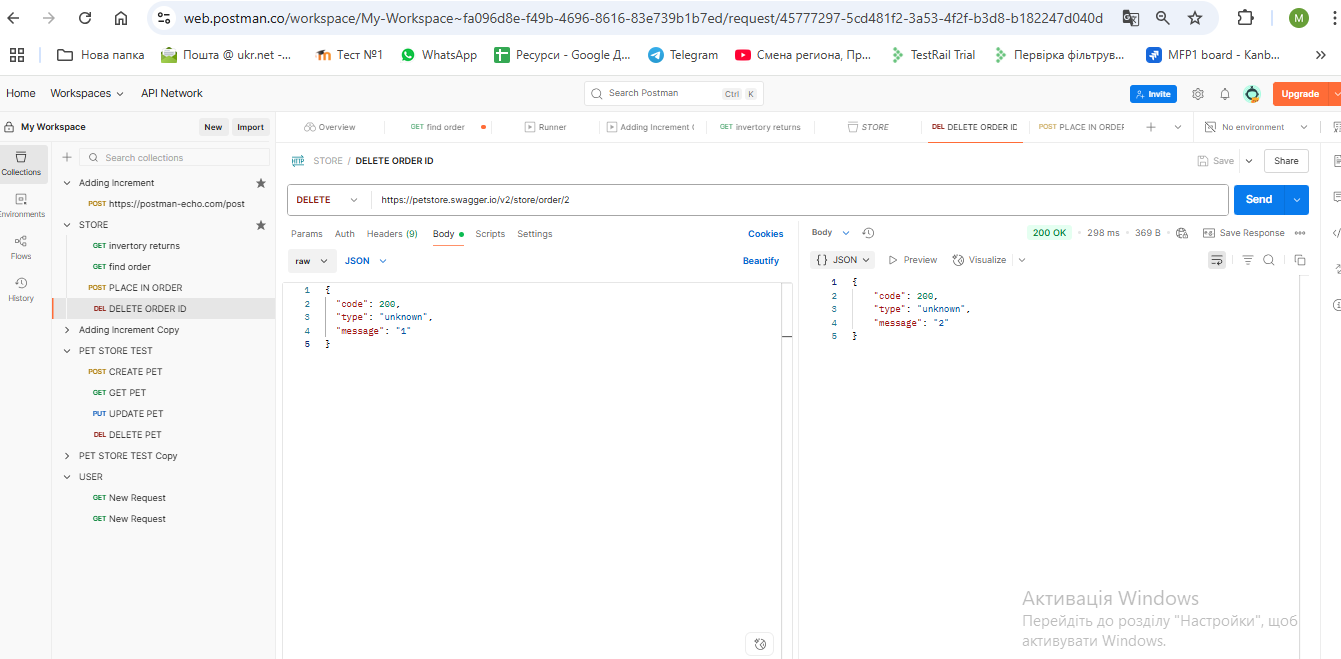 web.postman.co/workspace/My-Workspace~fa096d8e-f49b-4696-8616-83e739b1b7ed/request/45777297-5cd481f2-3a53-4f2f-b3d8-b182247d040d
M
Нова папка
Пошта @ ukr.net -...
Тест №1
WhatsApp
Ресурси - Google Д...
Telegram
Смена региона, Пр...
TestRail Trial
Первірка фільтрув...
MFP1 board - Kanb...
Home
Workspaces
API Network
Search Postman
Ctrl K
Invite
Upgrade
My Workspace
New
Import
Overview
GET find order
Runner
Adding Increment (
GET invertory returns
STORE
DEL DELETE ORDER ID
PLACE IN ORDER
No environment
Collections
Environments
Flows
History
Search collections
Adding Increment
POST https://postman-echo.com/post
STORE
GET invertory returns
GET find order
POST PLACE IN ORDER
DEL DELETE ORDER ID
Adding Increment Copy
PET STORE TEST
POST CREATE PET
GET GET PET
PUT UPDATE PET
DEL DELETE PET
PET STORE TEST Copy
USER
GET New Request
GET New Request
HTTP STORE / DELETE ORDER ID
Save
Share
DELETE
https://petstore.swagger.io/v2/store/order/2
Send
Params Auth Headers (9) Body Scripts Settings
Cookies
raw
JSON
Beautify
1 {
2 "code": 200,
3 "type": "unknown",
4 "message": "1"
5 }
Body
200 OK • 298 ms • 369 B
Save Response
{} JSON
Preview
Visualize
1 {
2 "code": 200,
3 "type": "unknown",
4 "message": "2"
5 }
Активація Windows
Перейдіть до розділу "Настройки", щоб
активувати Windows.